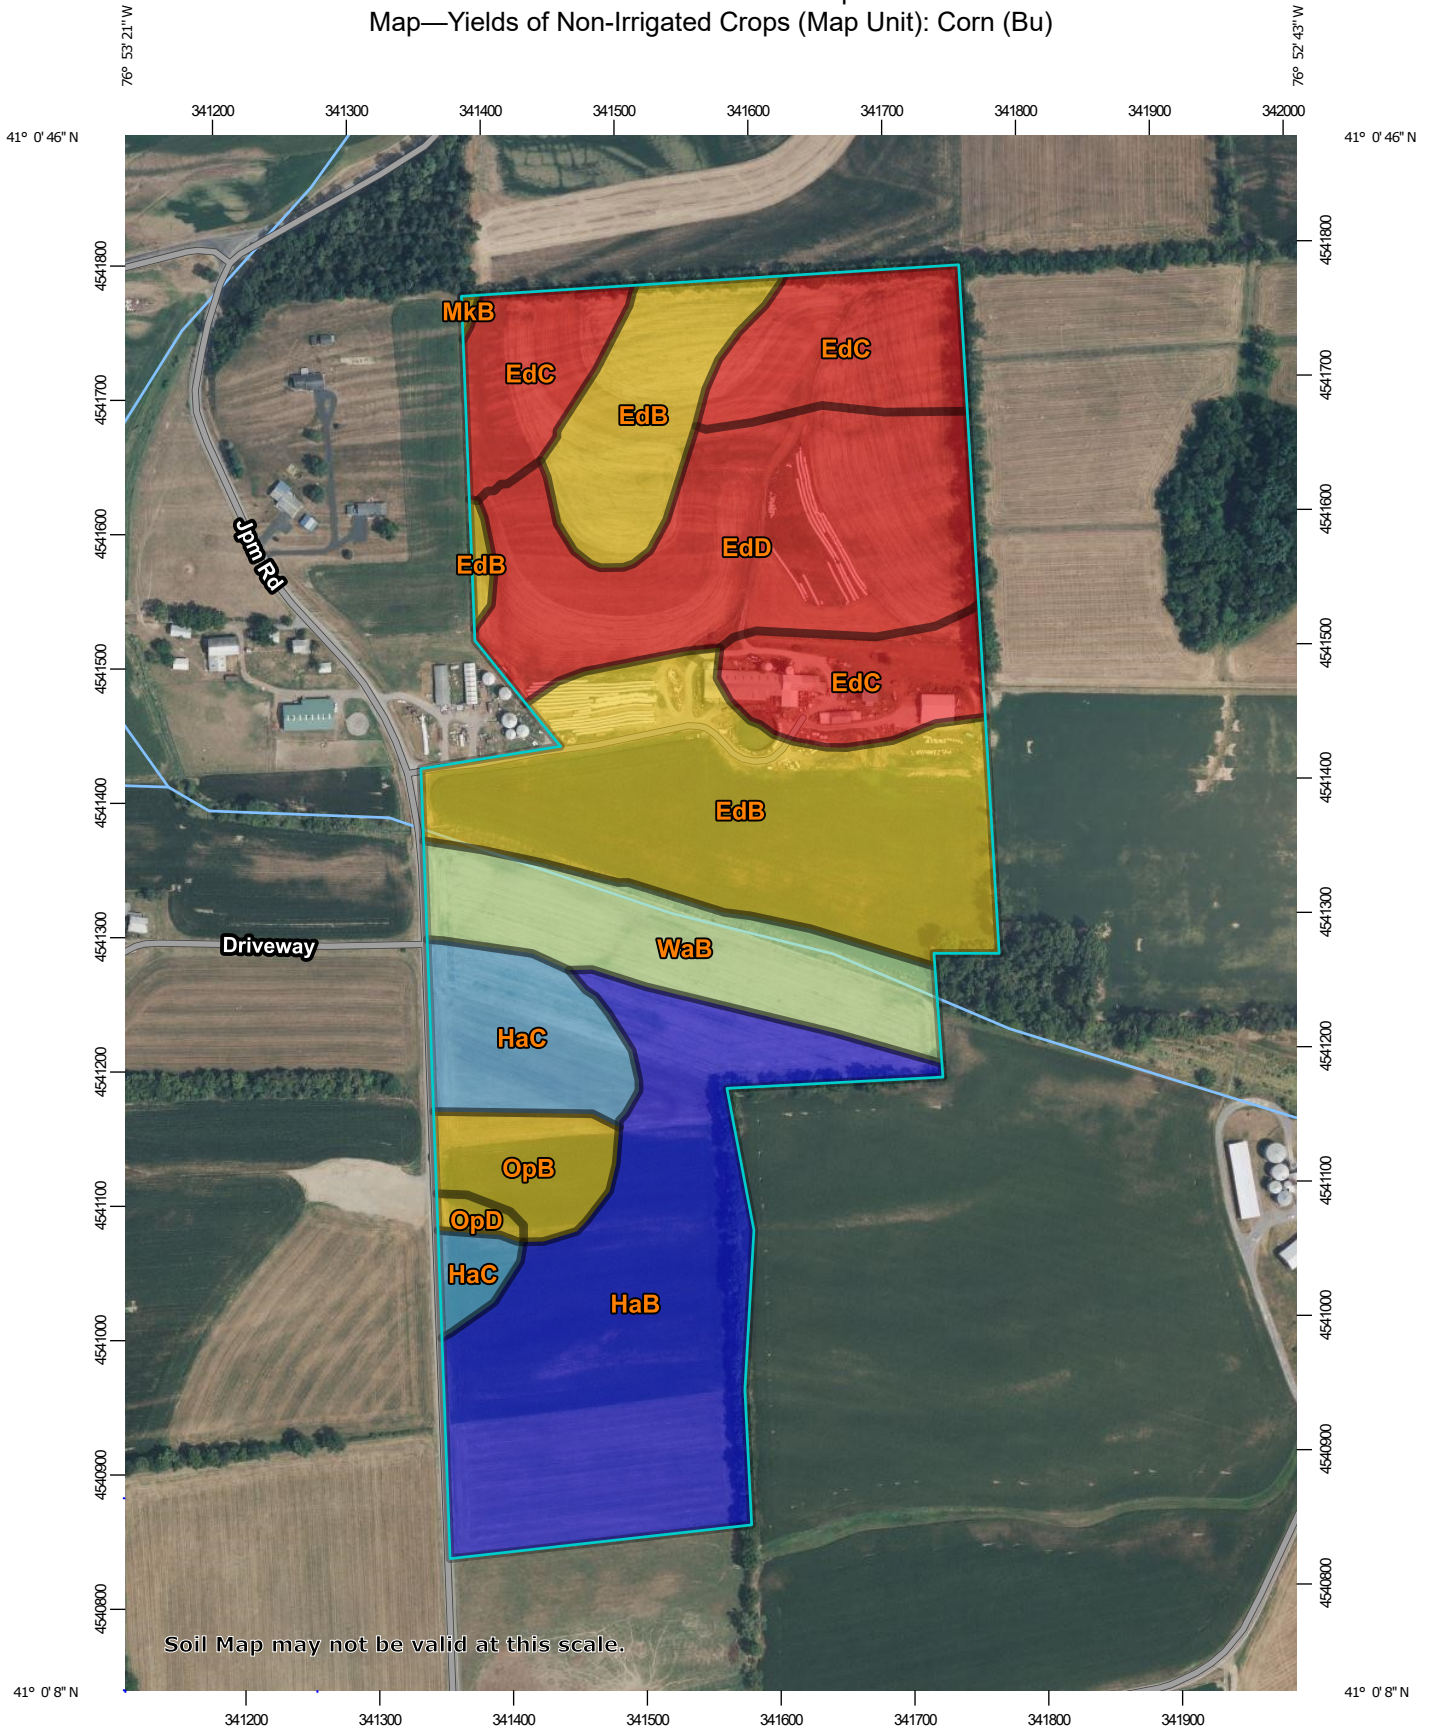 Map—Yields of Non-Irrigated Crops (Map Unit): Corn (Bu)
76° 53' 21" W
76° 52' 43" W
341200 341300 341400 341500 341600 341700 341800 341900 342000
41° 0' 46" N
41° 0' 46" N
4541800
4541800
MkB
EdC
EdC
4541700
4541700
EdB
4541600
4541600
Jpm Rd
EdD
EdB
4541500
4541500
EdC
4541400
4541400
EdB
4541300
4541300
Driveway
WaB
HaC
4541200
4541200
OpB
4541100
4541100
OpD
HaC
HaB
4541000
4541000
4540900
4540900
4540800
4540800
Soil Map may not be valid at this scale.
41° 0' 8" N
41° 0' 8" N
341200 341300 341400 341500 341600 341700 341800 341900